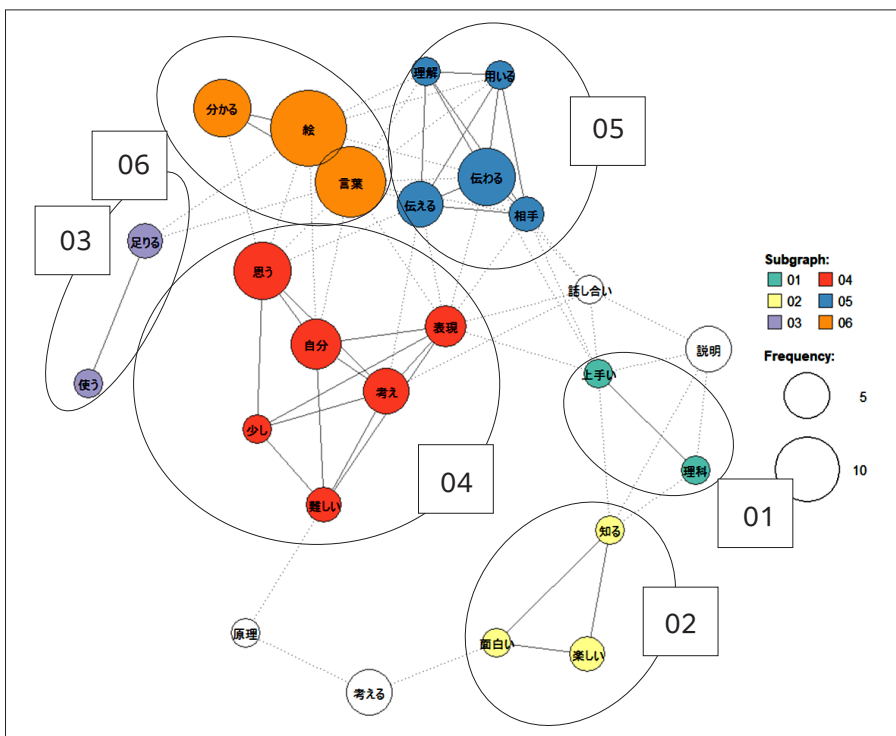 理解
用いる
分かる
絵
05
06
言葉
伝わる
伝える
相手
03
足りる
思う
話し合い
Subgraph:
01 04
02 05
03 06
自分
表現
説明
Frequency:
使う
考え
上手い
5
少し
04
理科
10
難しい
01
知る
原理
面白い
楽しい
02
考える